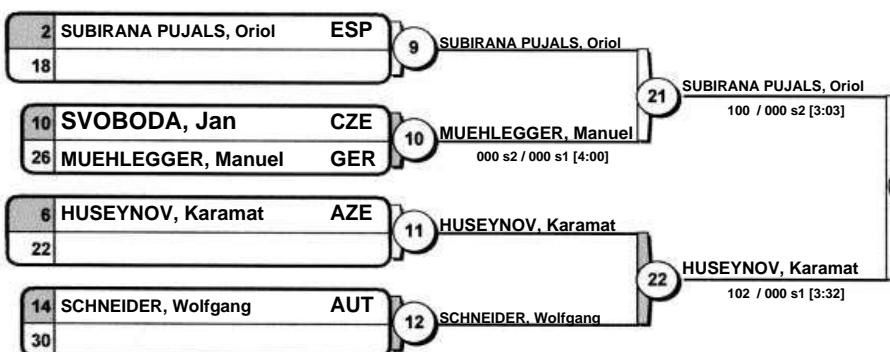 2 SUBIRANA PUJALS, Oriol ESP
18
9 SUBIRANA PUJALS, Oriol
10 SVOBODA, Jan CZE
26 MUEHLEGGER, Manuel GER
10 MUEHLEGGER, Manuel
000 s2 / 000 s1 [4:00]
21 SUBIRANA PUJALS, Oriol
100 / 000 s2 [3:03]
6 HUSEYNOV, Karamat AZE
22
11 HUSEYNOV, Karamat
14 SCHNEIDER, Wolfgang AUT
30
12 SCHNEIDER, Wolfgang
22 HUSEYNOV, Karamat
102 / 000 s1 [3:32]